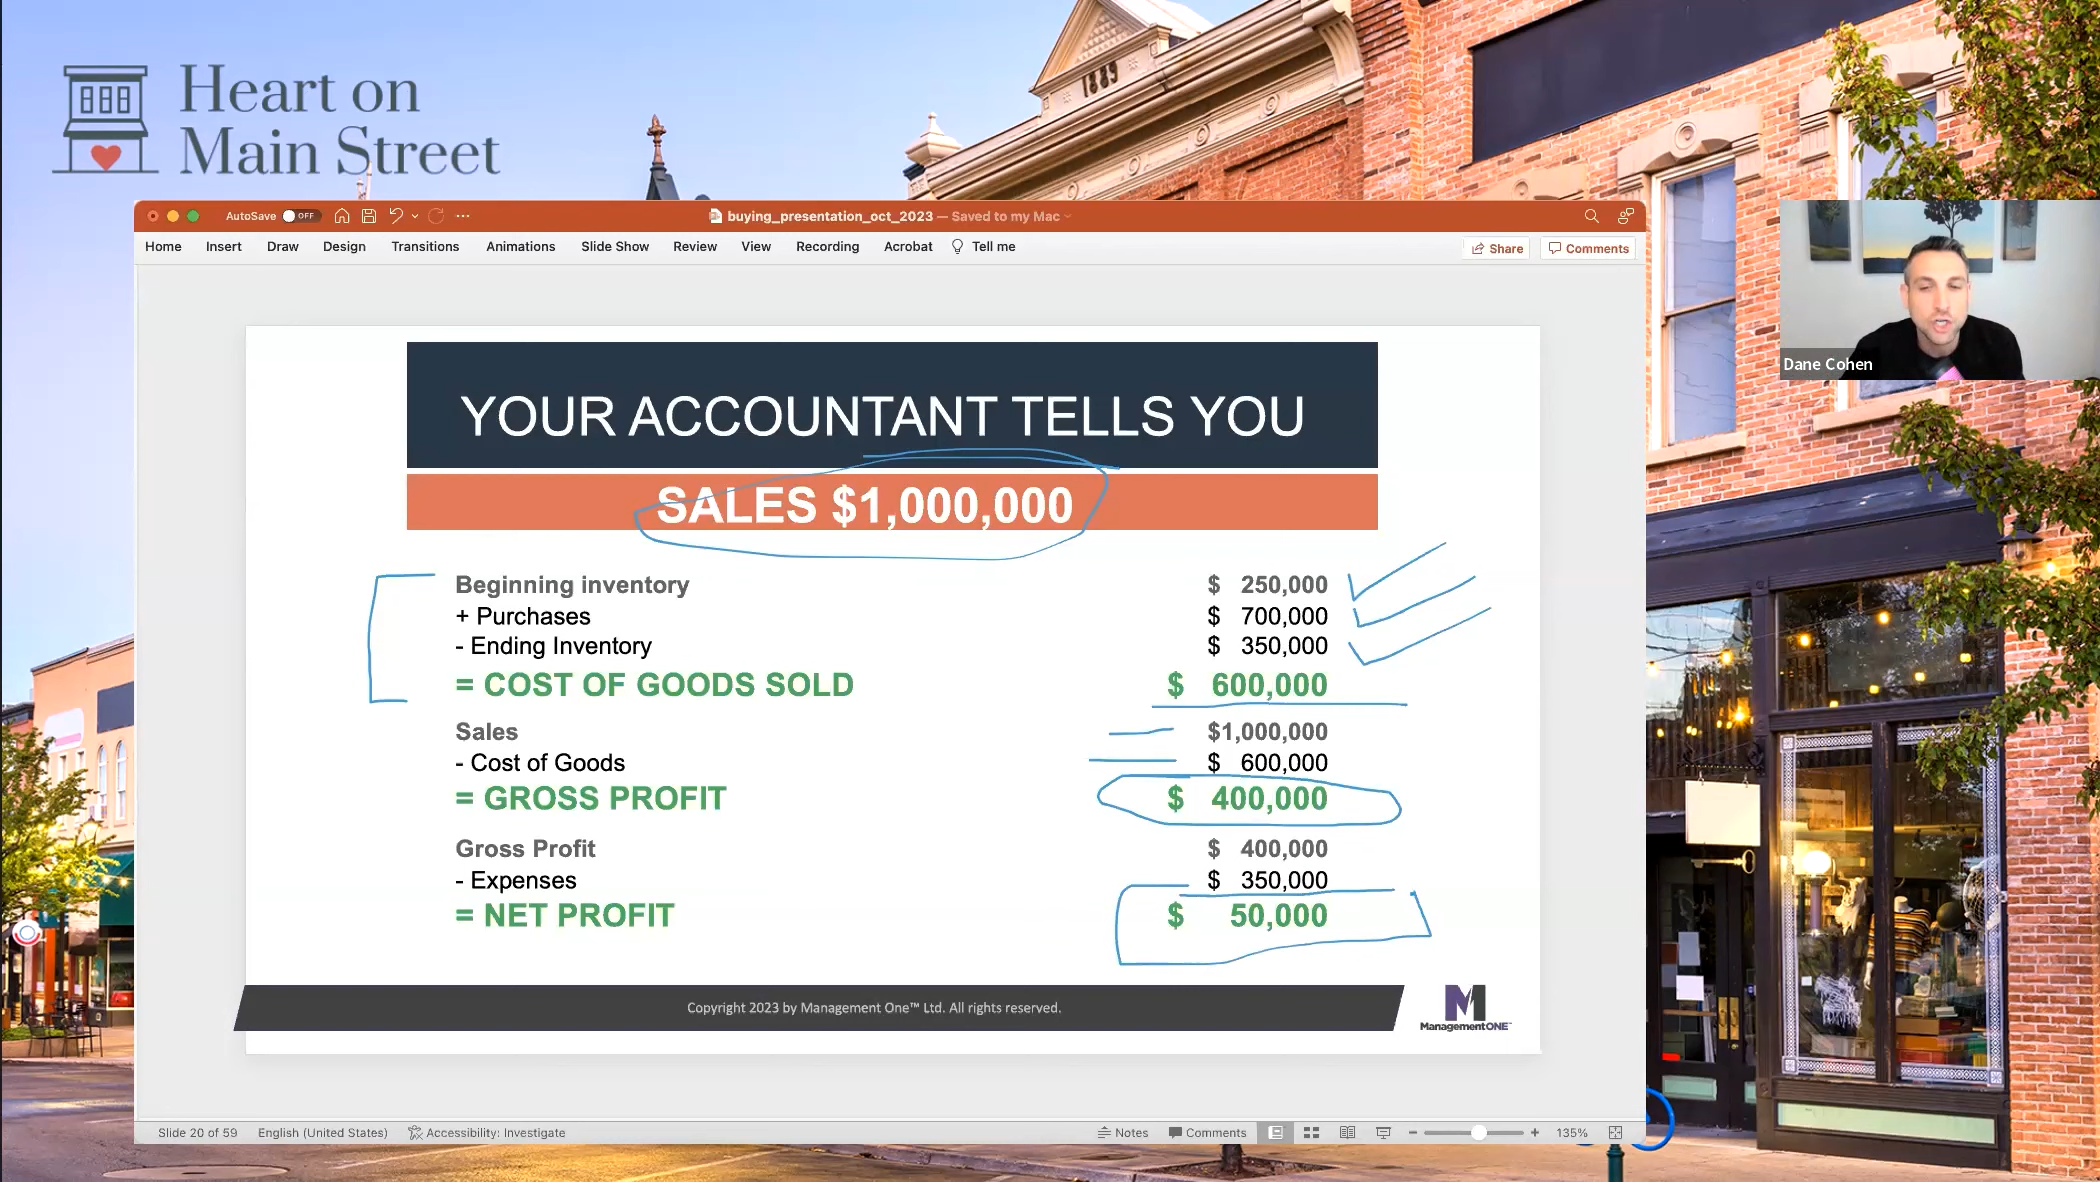 1889
Heart on
Main Street
AutoSave OFF
buying_presentation_oct_2023 — Saved to my Mac
Home Insert Draw Design Transitions Animations Slide Show Review View Recording Acrobat Tell me
Share Comments
Dane Cohen
YOUR ACCOUNTANT TELLS YOU
SALES $1,000,000
Beginning inventory $ 250,000
+ Purchases $ 700,000
- Ending Inventory $ 350,000
= COST OF GOODS SOLD $ 600,000
Sales $1,000,000
- Cost of Goods $ 600,000
= GROSS PROFIT $ 400,000
Gross Profit $ 400,000
- Expenses $ 350,000
= NET PROFIT $ 50,000
Copyright 2023 by Management One™ Ltd. All rights reserved.
M
ManagementONE™
Slide 20 of 59 English (United States) Accessibility: Investigate Notes Comments 135%